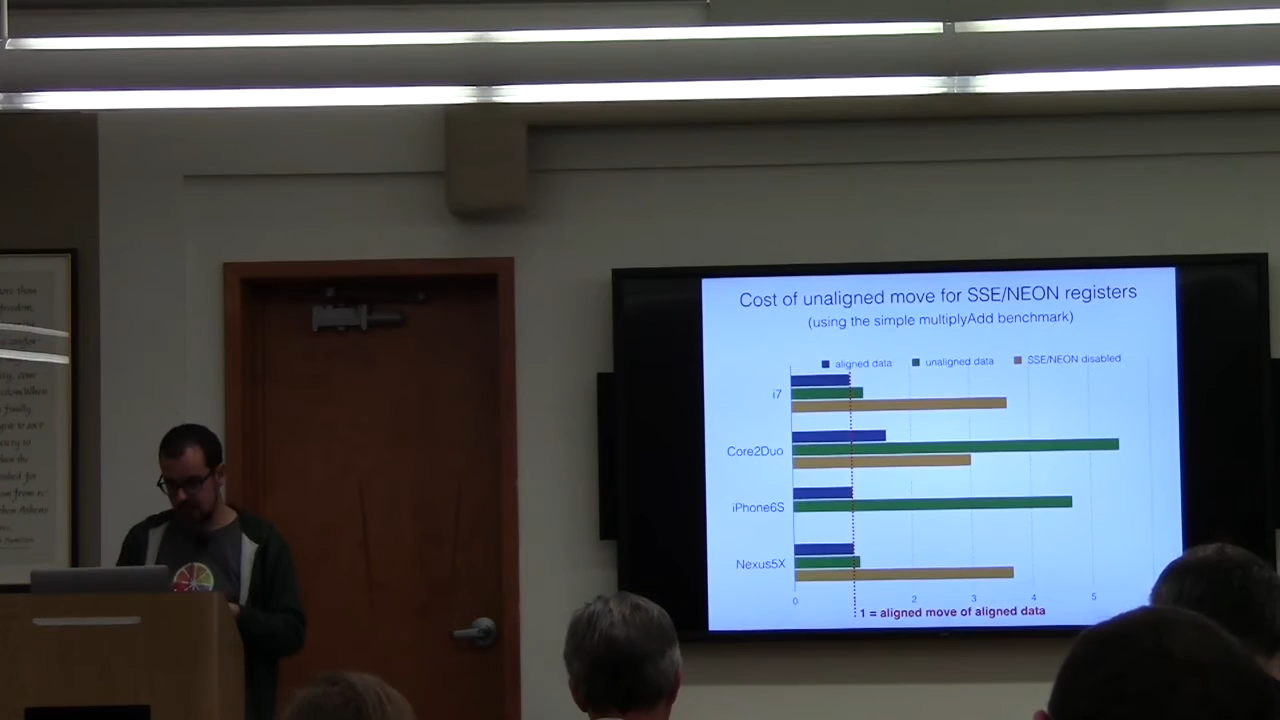 Cost of unaligned move for SSE/NEON registers
(using the simple multiplyAdd benchmark)
aligned data unaligned data SSE/NEON disabled
i7
Core2Duo
iPhone6S
Nexus5X
0 2 3 4 5
1 = aligned move of aligned data